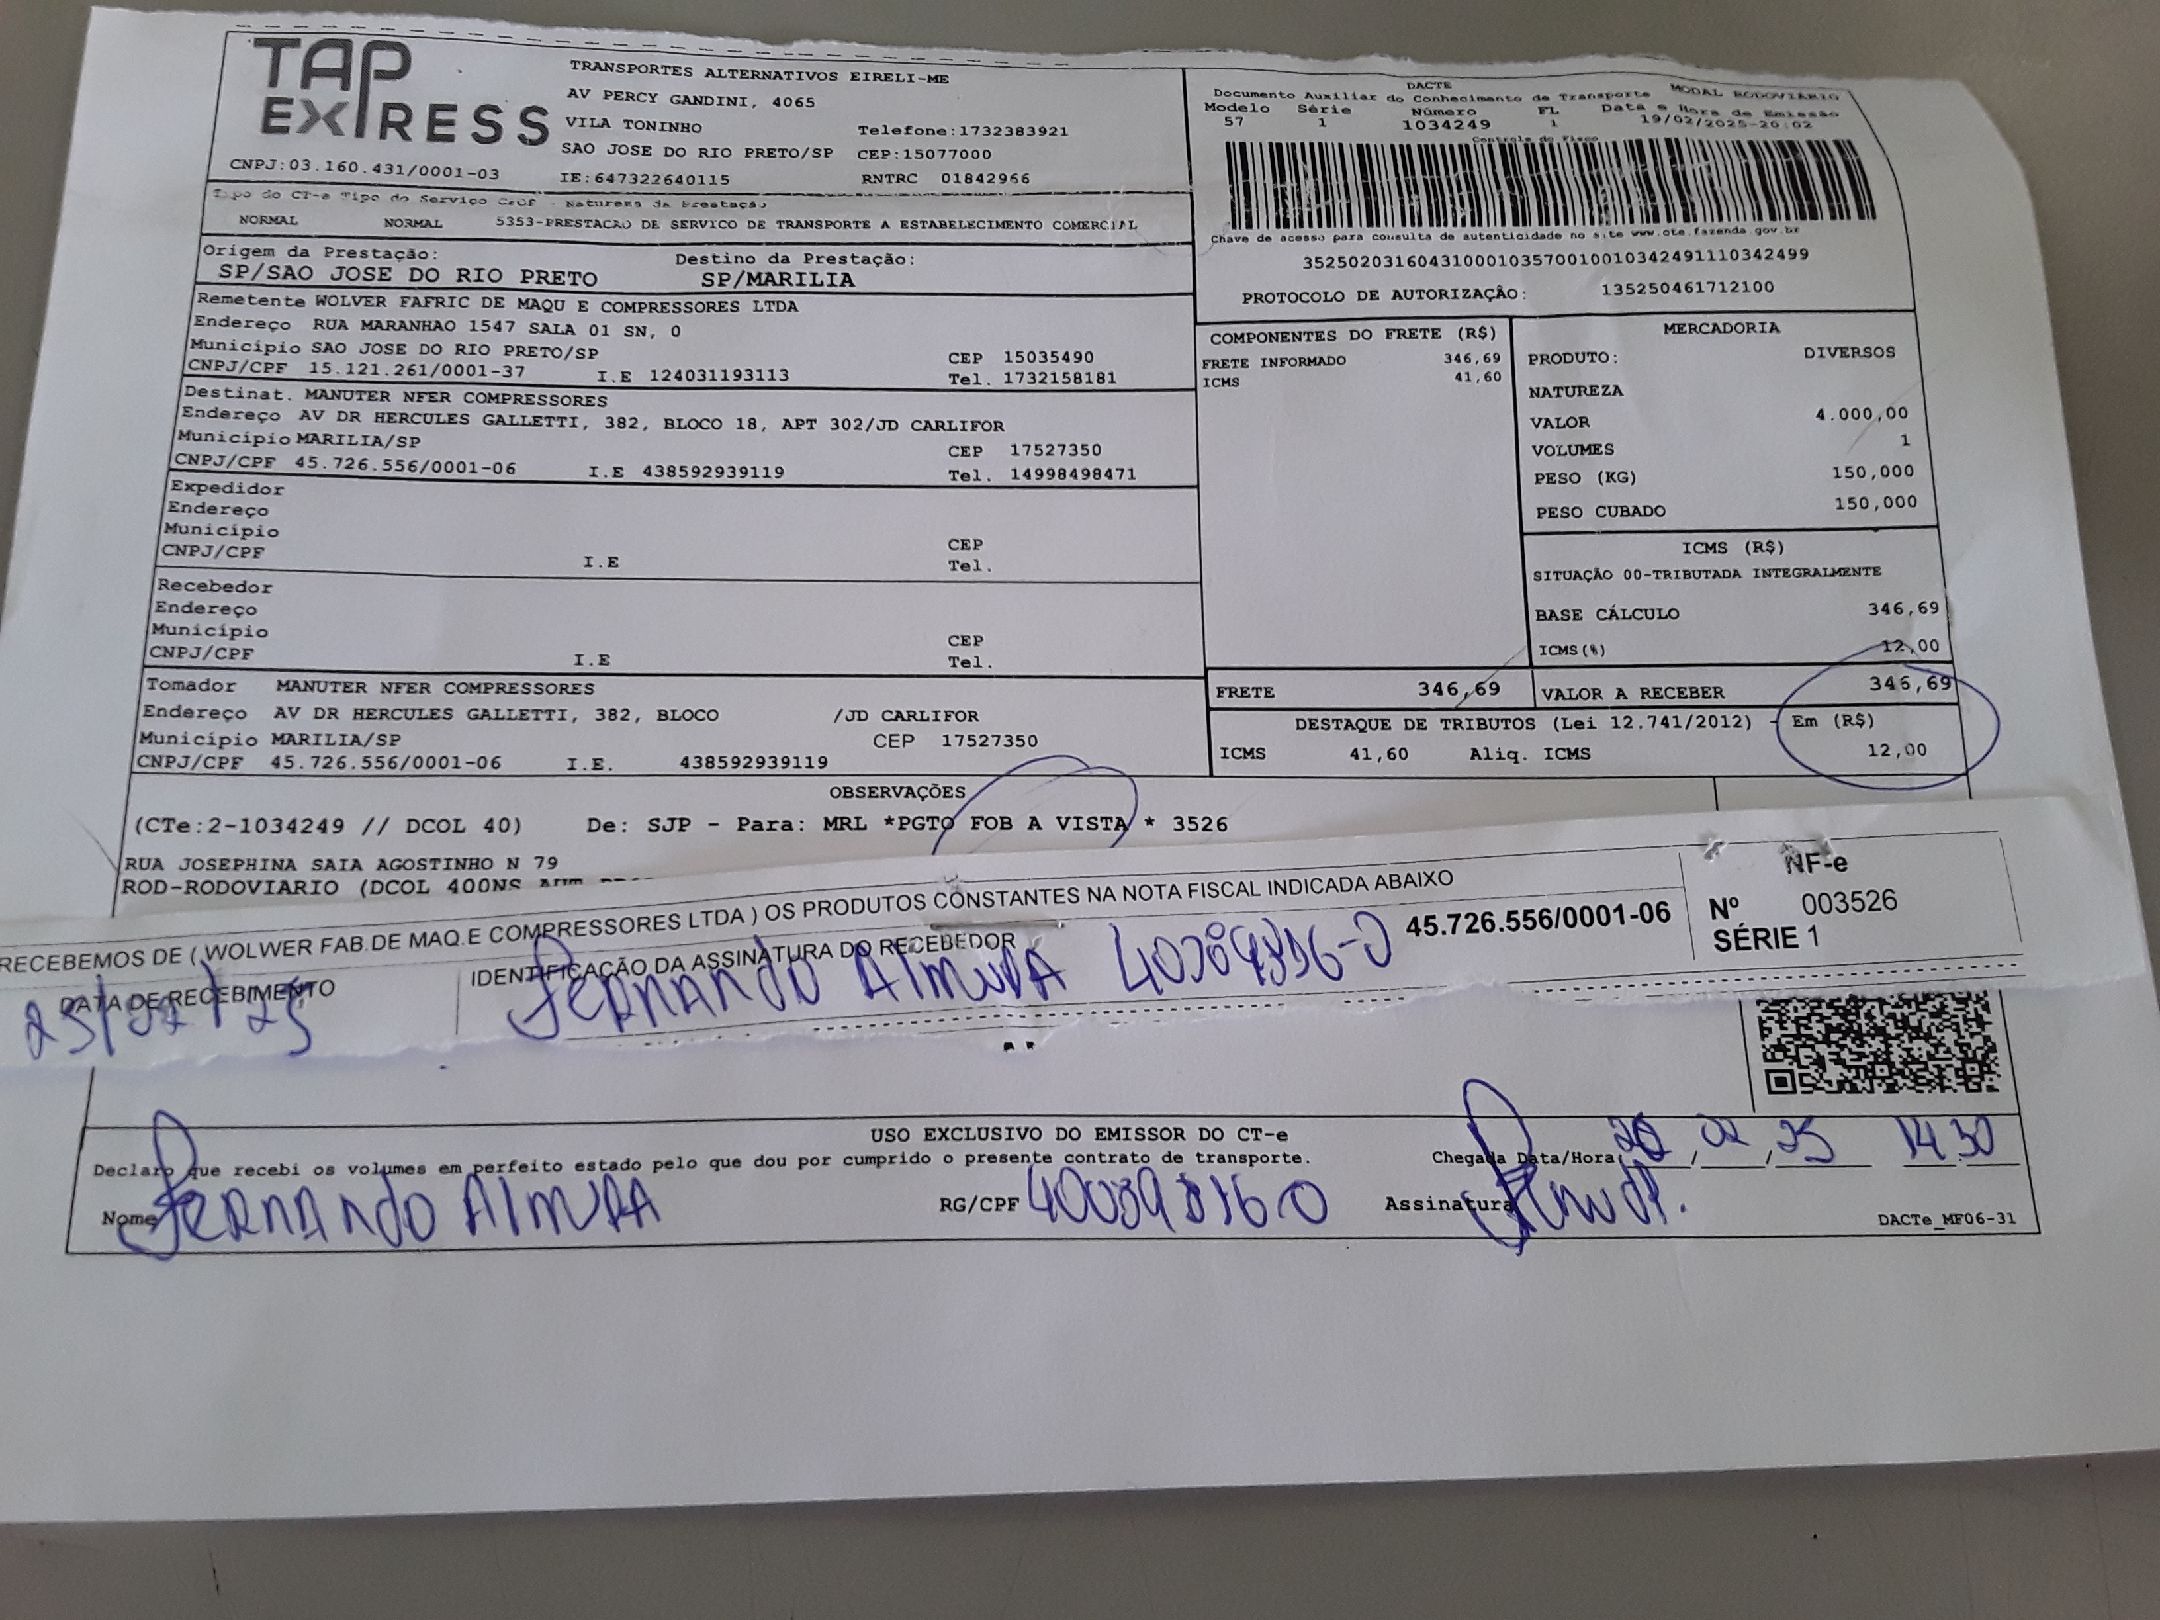 TAP EXPRESS
TRANSPORTES ALTERNATIVOS EIRELI-ME
AV PERCY GANDINI, 4065
VILA TONINHO Telefone:1732383921
SAO JOSE DO RIO PRETO/SP CEP:15077000
CNPJ:03.160.431/0001-03 IE:647322640115 RNTRC 01842966
Tipo do CT-e Tipo do Serviço CFOP - Natureza da Prestação
NORMAL NORMAL 5353-PRESTACAO DE SERVICO DE TRANSPORTE A ESTABELECIMENTO COMERCIAL
Origem da Prestação: Destino da Prestação:
SP/SAO JOSE DO RIO PRETO SP/MARILIA
Remetente WOLVER FAFRIC DE MAQU E COMPRESSORES LTDA
Endereço RUA MARANHAO 1547 SALA 01 SN, 0
Município SAO JOSE DO RIO PRETO/SP CEP 15035490
CNPJ/CPF 15.121.261/0001-37 I.E 124031193113 Tel. 1732158181
Destinat. MANUTER NFER COMPRESSORES
Endereço AV DR HERCULES GALLETTI, 382, BLOCO 18, APT 302/JD CARLIFOR
Município MARILIA/SP CEP 17527350
CNPJ/CPF 45.726.556/0001-06 I.E 438592939119 Tel. 14998498471
Expedidor
Endereço
Município CEP
CNPJ/CPF I.E Tel.
Recebedor
Endereço
Município CEP
CNPJ/CPF I.E Tel.
Tomador MANUTER NFER COMPRESSORES
Endereço AV DR HERCULES GALLETTI, 382, BLOCO /JD CARLIFOR
Município MARILIA/SP CEP 17527350
CNPJ/CPF 45.726.556/0001-06 I.E. 438592939119
DACTE MODAL RODOVIÁRIO
Documento Auxiliar do Conhecimento de Transporte
Modelo Série Número FL Data e Hora de Emissão
57 1 1034249 1 19/02/2025-20:02
Controle do Fisco
Chave de acesso para consulta de autenticidade no site www.cte.fazenda.gov.br
35250203160431000103570010010342491110342499
PROTOCOLO DE AUTORIZAÇÃO: 135250461712100
COMPONENTES DO FRETE (R$)
FRETE INFORMADO 346,69
ICMS 41,60
MERCADORIA
PRODUTO: DIVERSOS
NATUREZA
VALOR 4.000,00
VOLUMES 1
PESO (KG) 150,000
PESO CUBADO 150,000
ICMS (R$)
SITUAÇÃO 00-TRIBUTADA INTEGRALMENTE
BASE CÁLCULO 346,69
ICMS(%) 12,00
FRETE 346,69 VALOR A RECEBER 346,69
DESTAQUE DE TRIBUTOS (Lei 12.741/2012) - Em (R$)
ICMS 41,60 Aliq. ICMS 12,00
OBSERVAÇÕES
(CTe:2-1034249 // DCOL 40) De: SJP - Para: MRL *PGTO FOB A VISTA * 3526
RUA JOSEPHINA SAIA AGOSTINHO N 79
ROD-RODOVIARIO (DCOL 400NS
RECEBEMOS DE ( WOLWER FAB.DE MAQ.E COMPRESSORES LTDA ) OS PRODUTOS CONSTANTES NA NOTA FISCAL INDICADA ABAIXO
DATA DE RECEBIMENTO IDENTIFICAÇÃO DA ASSINATURA DO RECEBEDOR 45.726.556/0001-06
Fernando Almura
NF-e
Nº 003526
SÉRIE 1
USO EXCLUSIVO DO EMISSOR DO CT-e
Declaro que recebi os volumes em perfeito estado pelo que dou por cumprido o presente contrato de transporte. Chegada Data/Hora: 02 25 14 30
Nome Fernando Almura RG/CPF Assinatura
DACTe_MF06-31